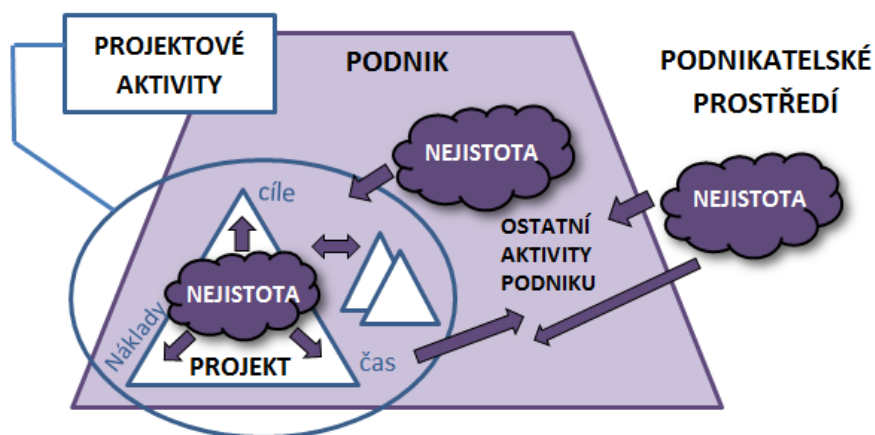 PROJEKTOVÉ
AKTIVITY
PODNIK
PODNIKATELSKÉ
PROSTŘEDÍ
NEJISTOTA
NEJISTOTA
cíle
OSTATNÍ
AKTIVITY
PODNIKU
NEJISTOTA
Náklady
PROJEKT
čas